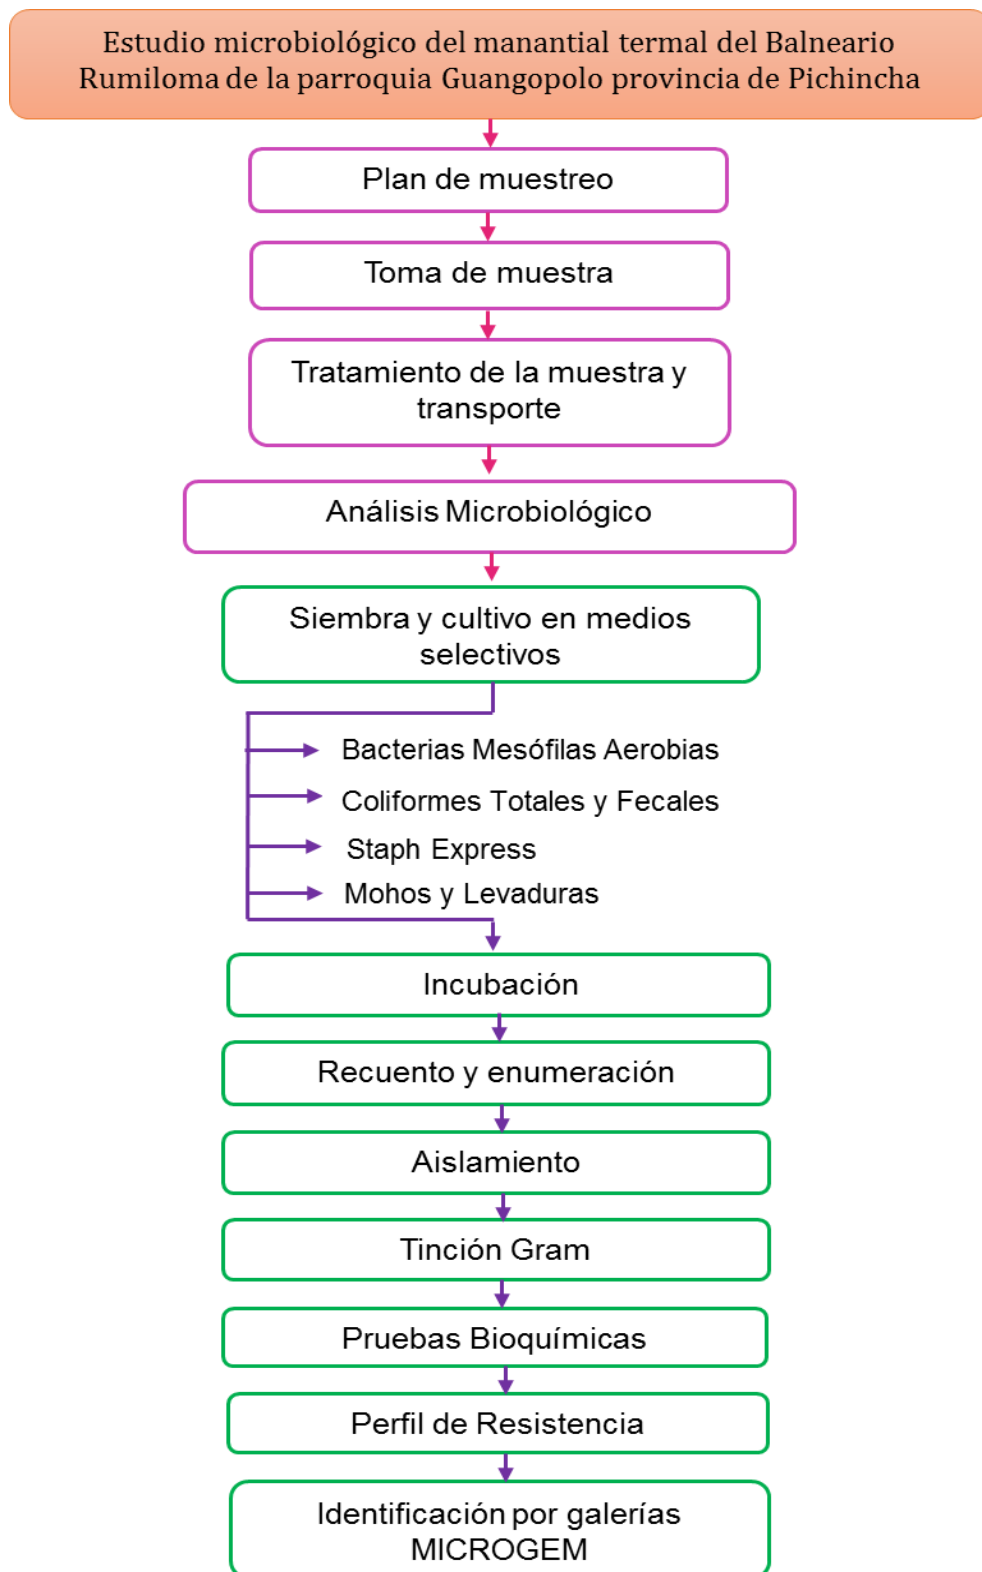 Estudio microbiológico del manantial termal del Balneario
Rumiloma de la parroquia Guangopolo provincia de Pichincha
Plan de muestreo
Toma de muestra
Tratamiento de la muestra y
transporte
Análisis Microbiológico
Siembra y cultivo en medios
selectivos
Bacterias Mesófilas Aerobias
Coliformes Totales y Fecales
Staph Express
Mohos y Levaduras
Incubación
Recuento y enumeración
Aislamiento
Tinción Gram
Pruebas Bioquímicas
Perfil de Resistencia
Identificación por galerías
MICROGEM